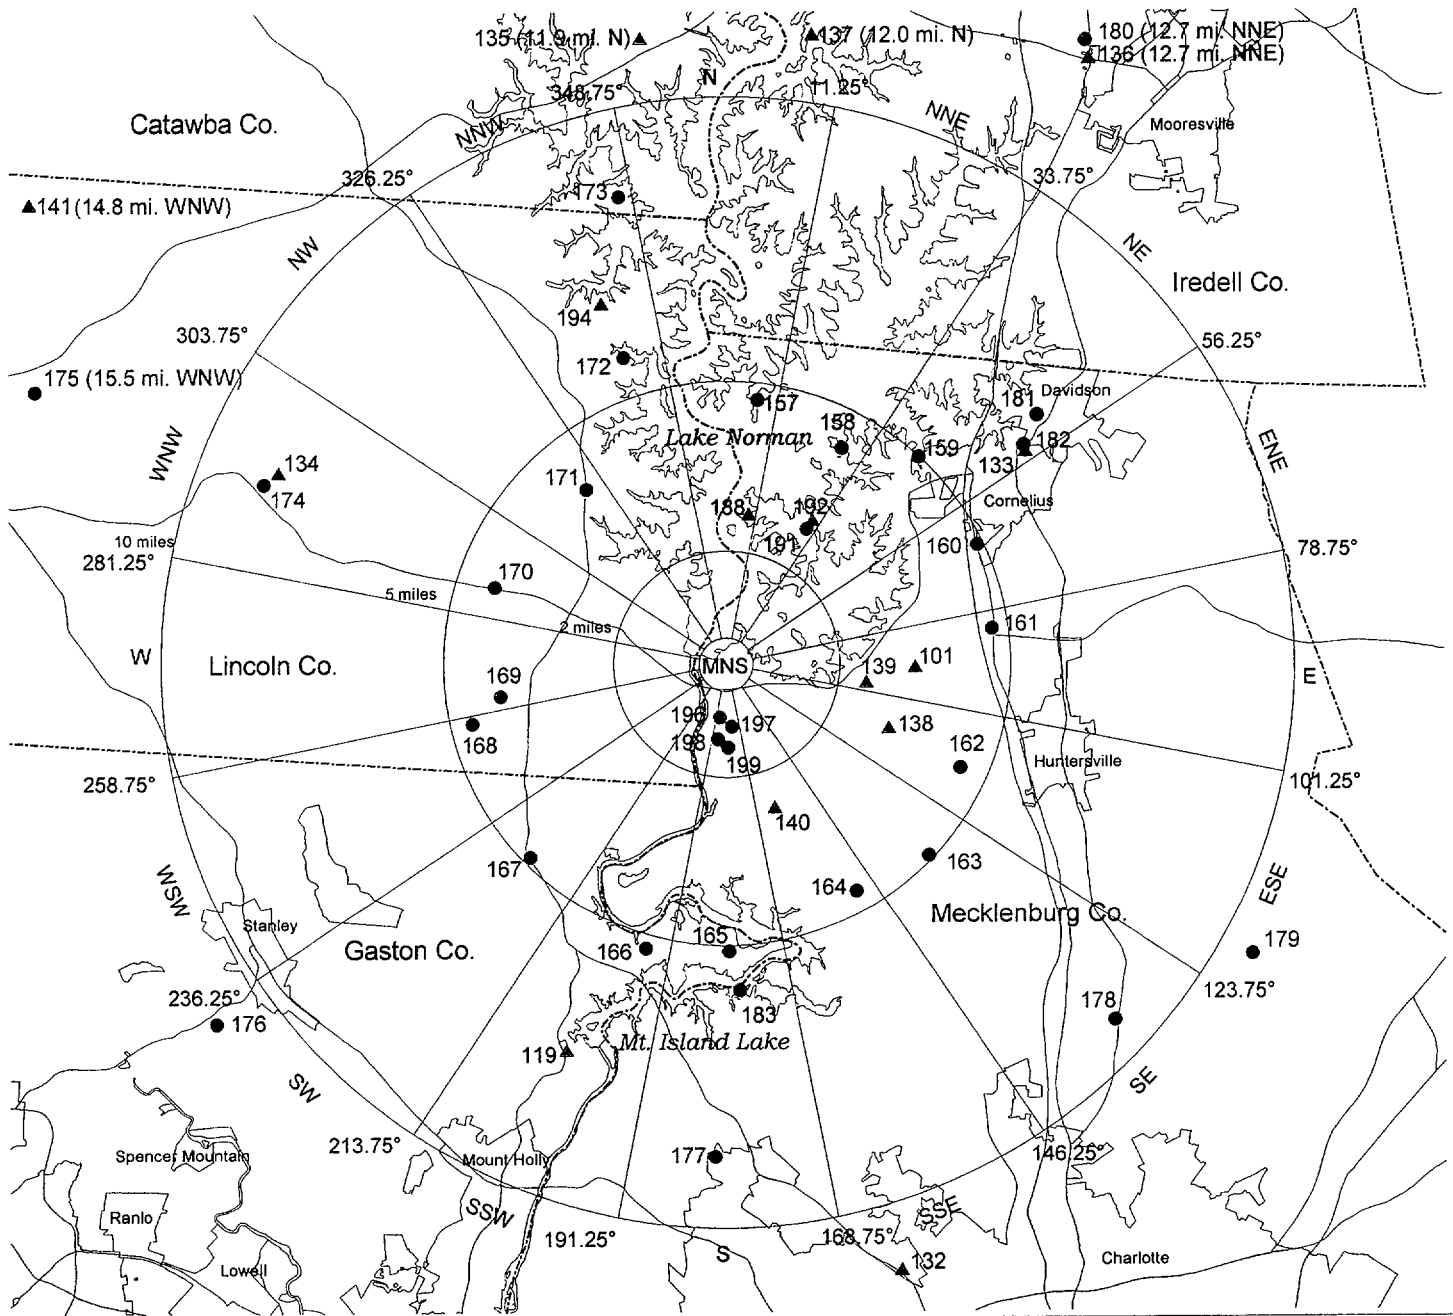 135 (11.9 mi. N)
137 (12.0 mi. N)
180 (12.7 mi. NNE)
136 (12.7 mi. NNE)
N
348.75°
11.25°
NNW
NNE
Catawba Co.
Mooresville
326.25°
33.75°
173
141 (14.8 mi. WNW)
NW
NE
Iredell Co.
194
303.75°
56.25°
172
175 (15.5 mi. WNW)
157
181
Davidson
158
Lake Norman
182
159
133
WNW
ENE
134
171
174
188
192
Cornelius
191
160
10 miles
281.25°
78.75°
170
5 miles
2 miles
161
W
Lincoln Co.
MNS
139
101
E
169
196
197
138
168
198
199
162
Huntersville
258.75°
101.25°
140
167
163
WSW
164
ESE
Mecklenburg Co.
Stanley
Gaston Co.
166
165
179
236.25°
123.75°
176
183
178
119
Mt. Island Lake
SW
SE
213.75°
146.25°
Spencer Mountain
Mount Holly
177
Ranlo
SSW
SSE
191.25°
168.75°
S
132
Charlotte
Lowell